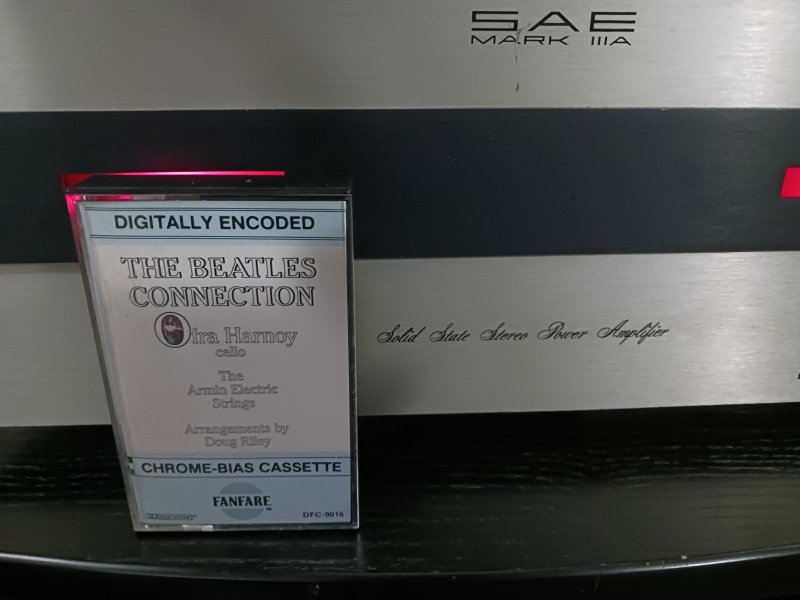 SAE
MARK IIIA
DIGITALLY ENCODED
THE BEATLES
CONNECTION
Ofra Harnoy
cello
The
Armin Electric
Strings
Arrangements by
Doug Riley
CHROME-BIAS CASSETTE
FANFARE
DFC-9016
Solid State Stereo Power Amplifier